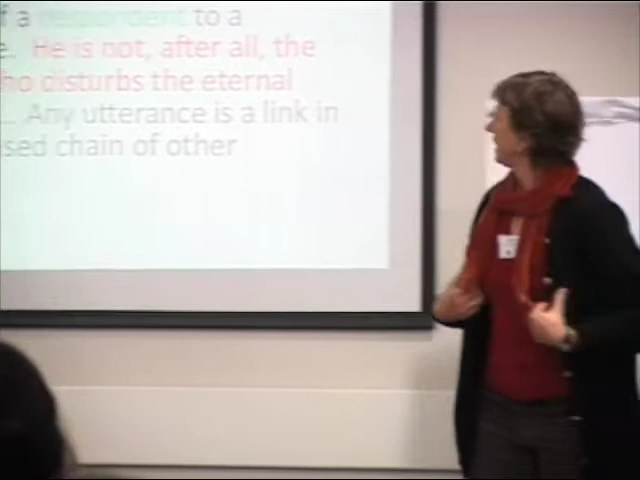 f a respondent to a
e. He is not, after all, the
ho disturbs the eternal
.. Any utterance is a link in
sed chain of other